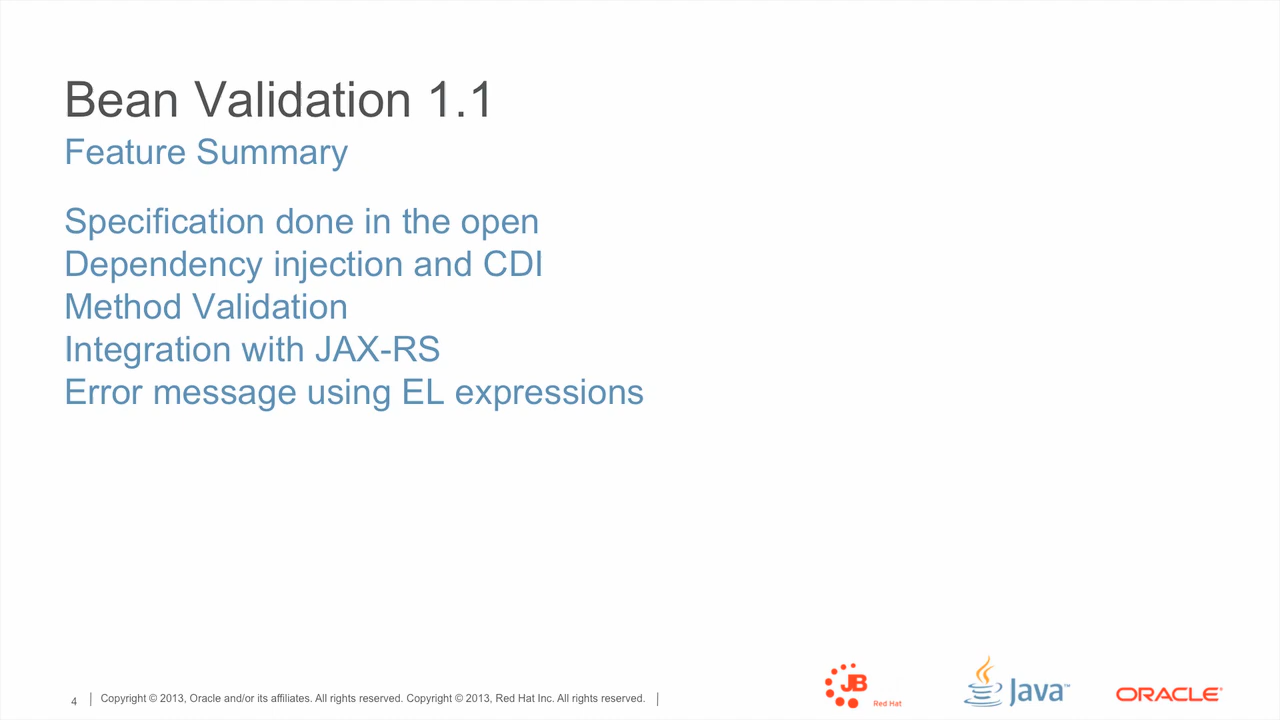 Bean Validation 1.1
Feature Summary
Specification done in the open
Dependency injection and CDI
Method Validation
Integration with JAX-RS
Error message using EL expressions
4
Copyright © 2013, Oracle and/or its affiliates. All rights reserved. Copyright © 2013, Red Hat Inc. All rights reserved.
JB
Red Hat
Java™
ORACLE®